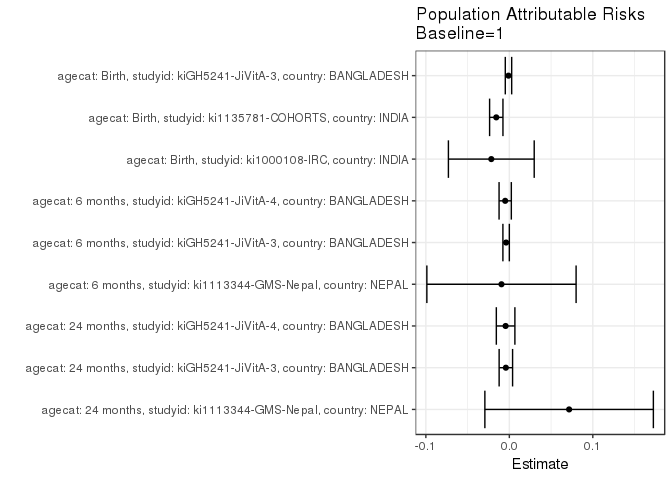 Population Attributable Risks
Baseline=1
agecat: Birth, studyid: kiGH5241-JiVitA-3, country: BANGLADESH
agecat: Birth, studyid: ki1135781-COHORTS, country: INDIA
agecat: Birth, studyid: ki1000108-IRC, country: INDIA
agecat: 6 months, studyid: kiGH5241-JiVitA-4, country: BANGLADESH
agecat: 6 months, studyid: kiGH5241-JiVitA-3, country: BANGLADESH
agecat: 6 months, studyid: ki1113344-GMS-Nepal, country: NEPAL
agecat: 24 months, studyid: kiGH5241-JiVitA-4, country: BANGLADESH
agecat: 24 months, studyid: kiGH5241-JiVitA-3, country: BANGLADESH
agecat: 24 months, studyid: ki1113344-GMS-Nepal, country: NEPAL
-0.1 0.0 0.1
Estimate